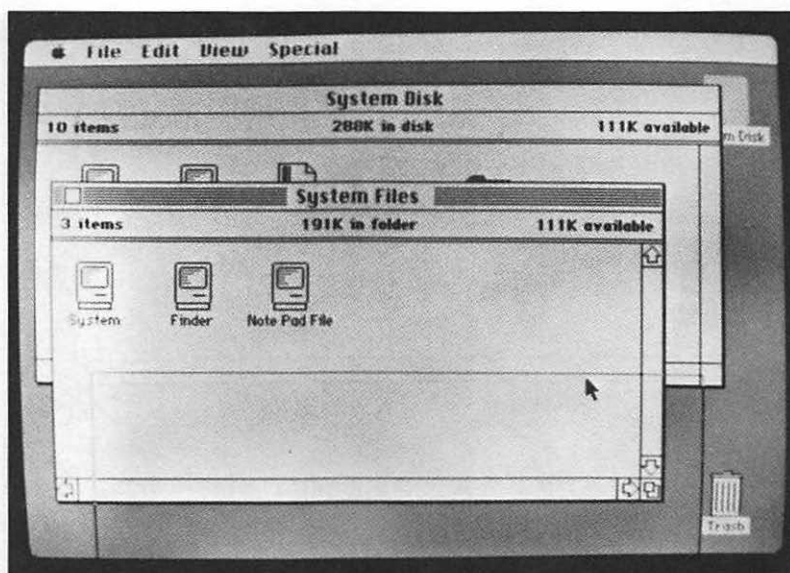 File Edit View Special
System Disk
10 items 288K in disk 111K available
m Disk
System Files
3 items 191K in folder 111K available
System Finder Note Pad File
Trash